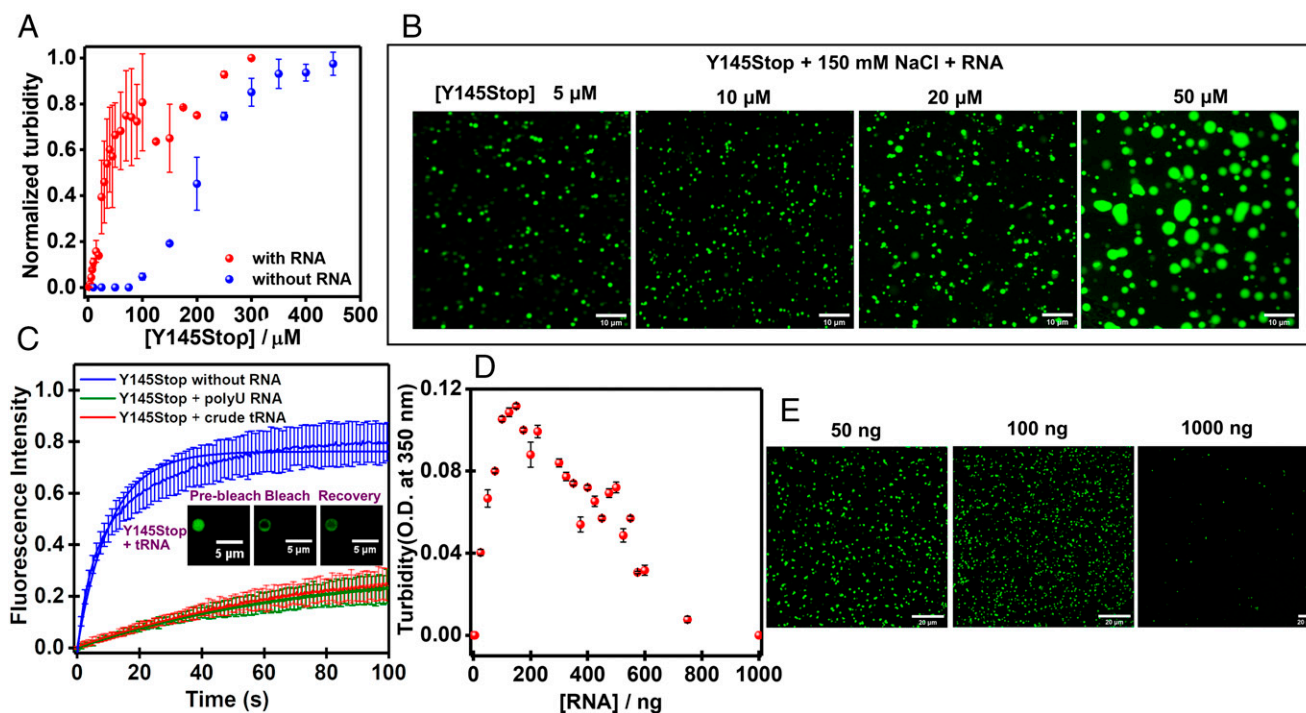 A
Normalized turbidity
1.0
0.8
0.6
0.4
0.2
0.0
with RNA
without RNA
0 100 200 300 400 500
[Y145Stop] / μM
B
Y145Stop + 150 mM NaCl + RNA
[Y145Stop] 5 μM 10 μM 20 μM 50 μM
10 μm 10 μm 10 μm 10 μm
C
Fluorescence Intensity
1.0
0.8
0.6
0.4
0.2
0.0
Y145Stop without RNA
Y145Stop + polyU RNA
Y145Stop + crude tRNA
Pre-bleach Bleach Recovery
Y145Stop
+ tRNA
5 μm 5 μm 5 μm
0 20 40 60 80 100
Time (s)
D
Turbidity(O.D. at 350 nm)
0.12
0.08
0.04
0.00
0 200 400 600 800 1000
[RNA] / ng
E
50 ng 100 ng 1000 ng
20 μm 20 μm 20